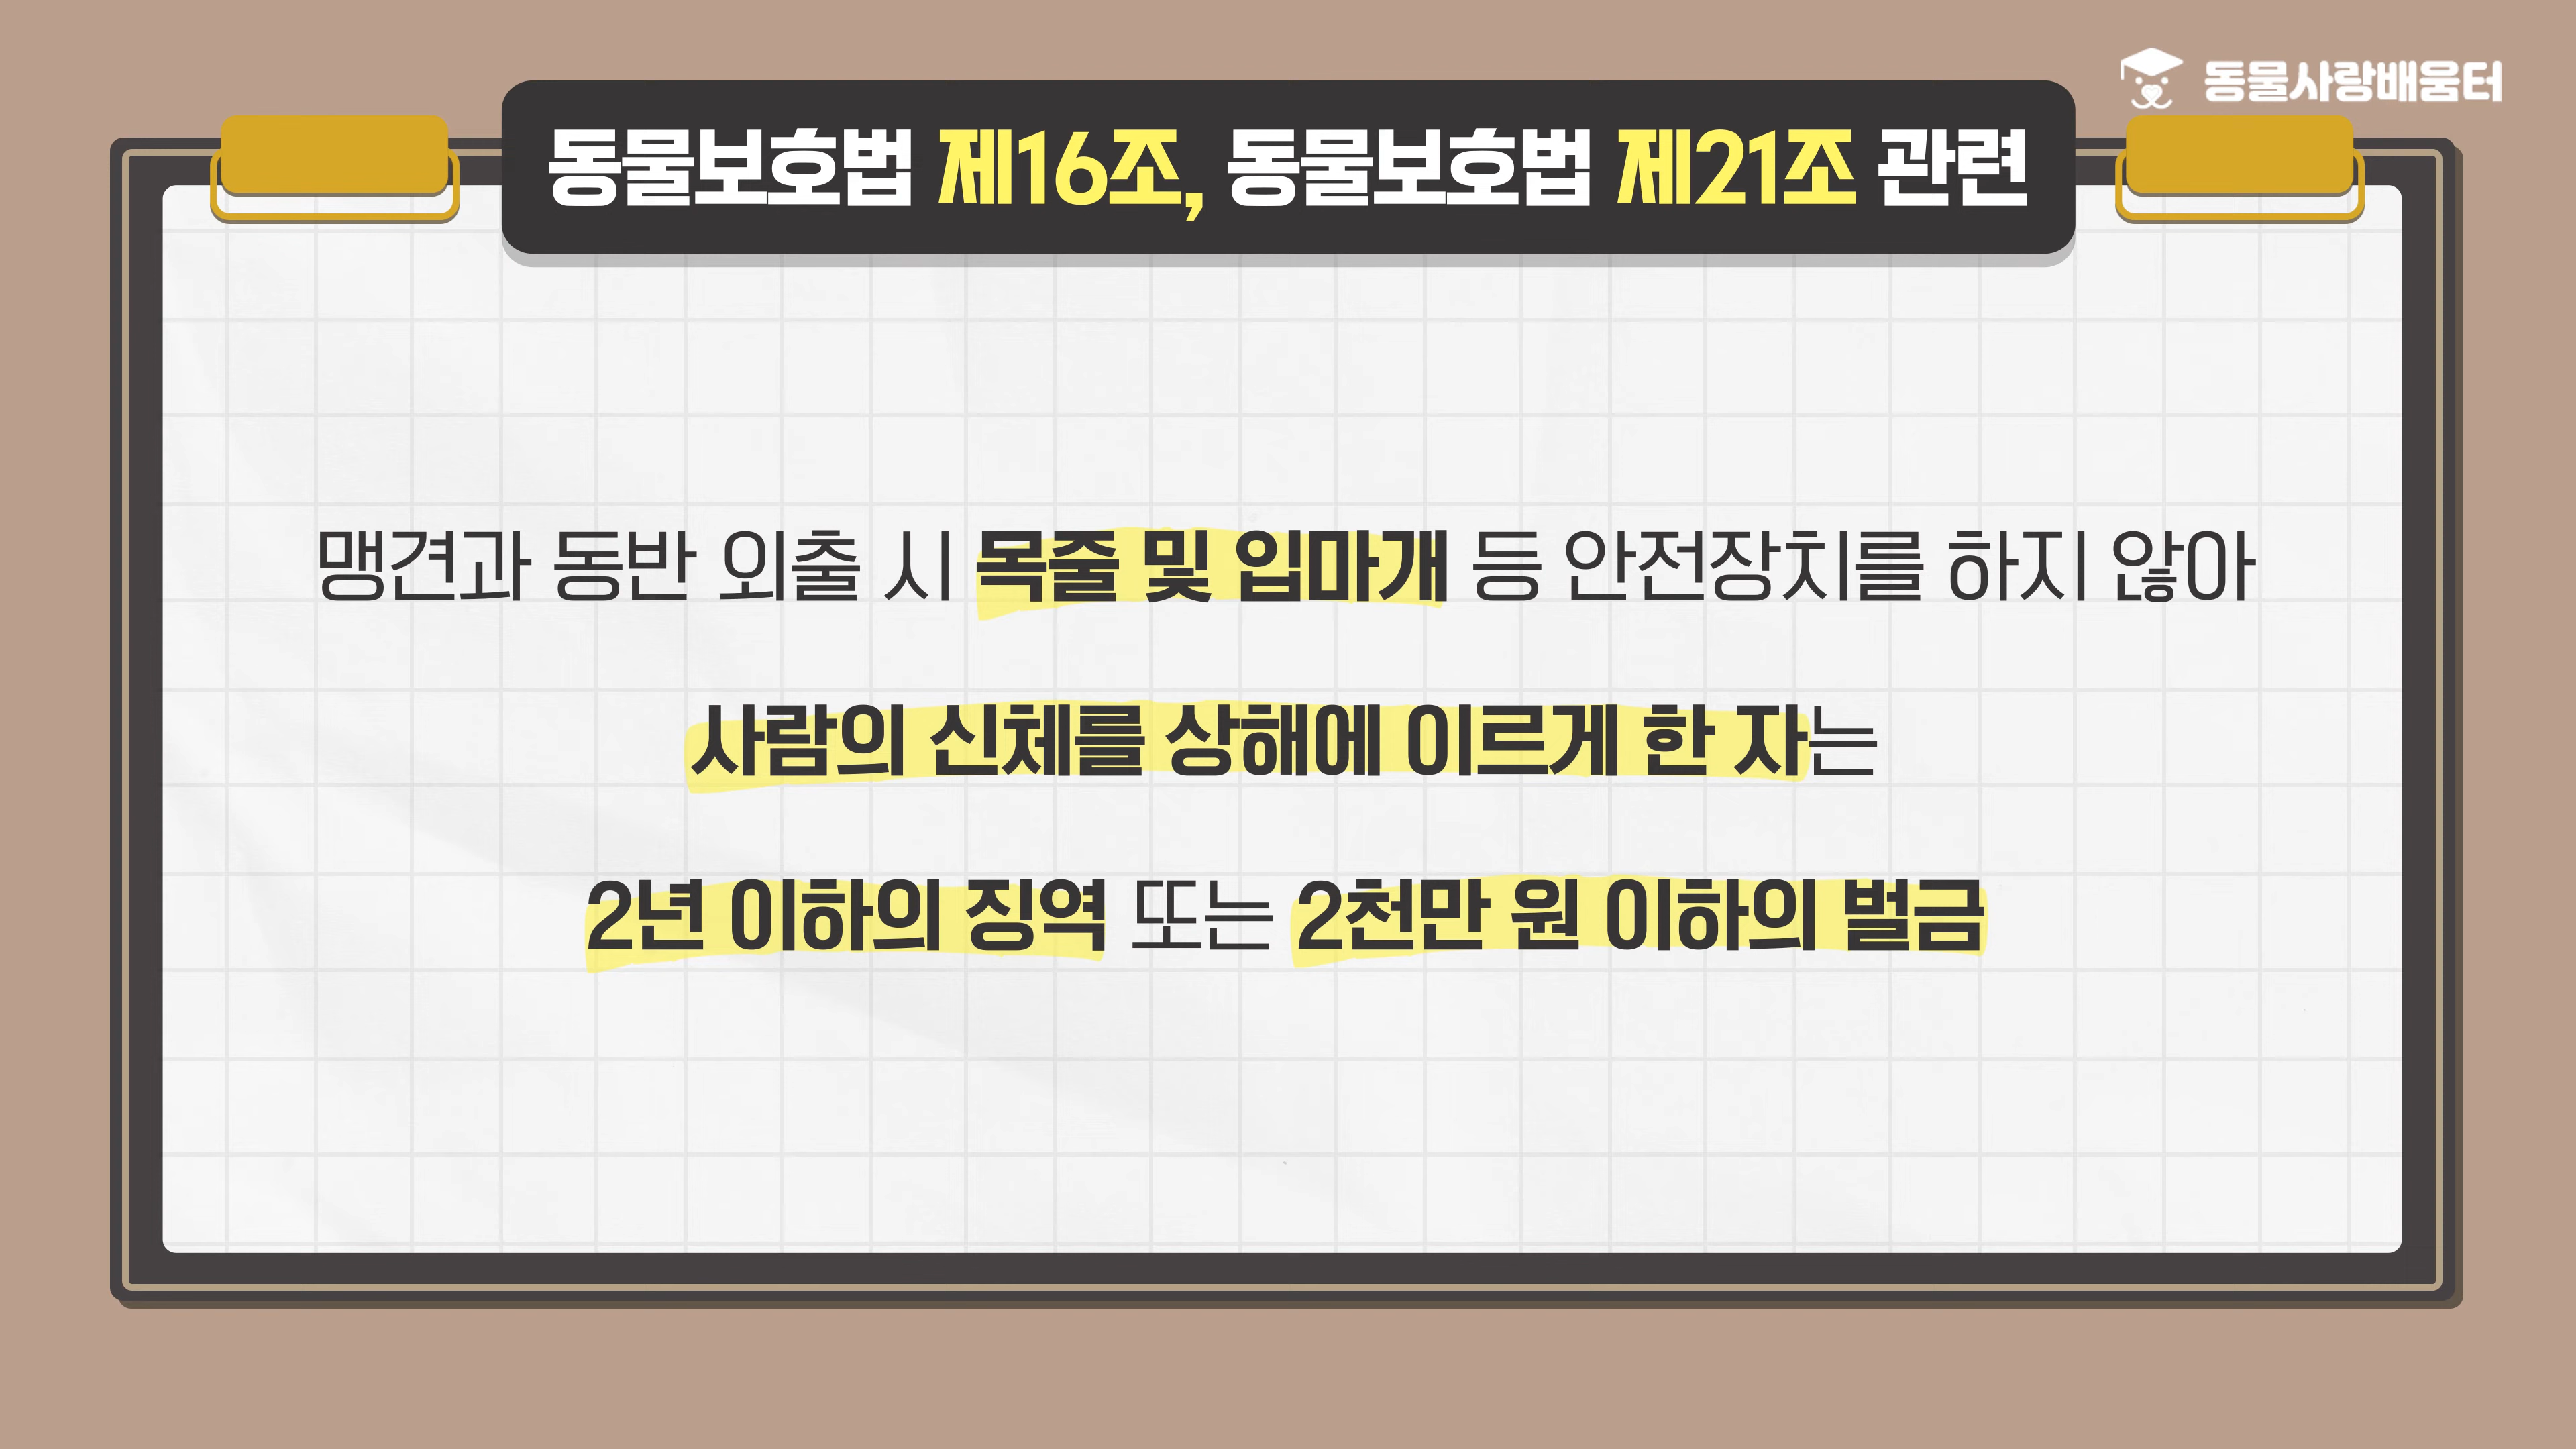 동물사랑배움터
동물보호법 제16조, 동물보호법 제21조 관련
맹견과 동반 외출 시 목줄 및 입마개 등 안전장치를 하지 않아
사람의 신체를 상해에 이르게 한 자는
2년 이하의 징역 또는 2천만 원 이하의 벌금